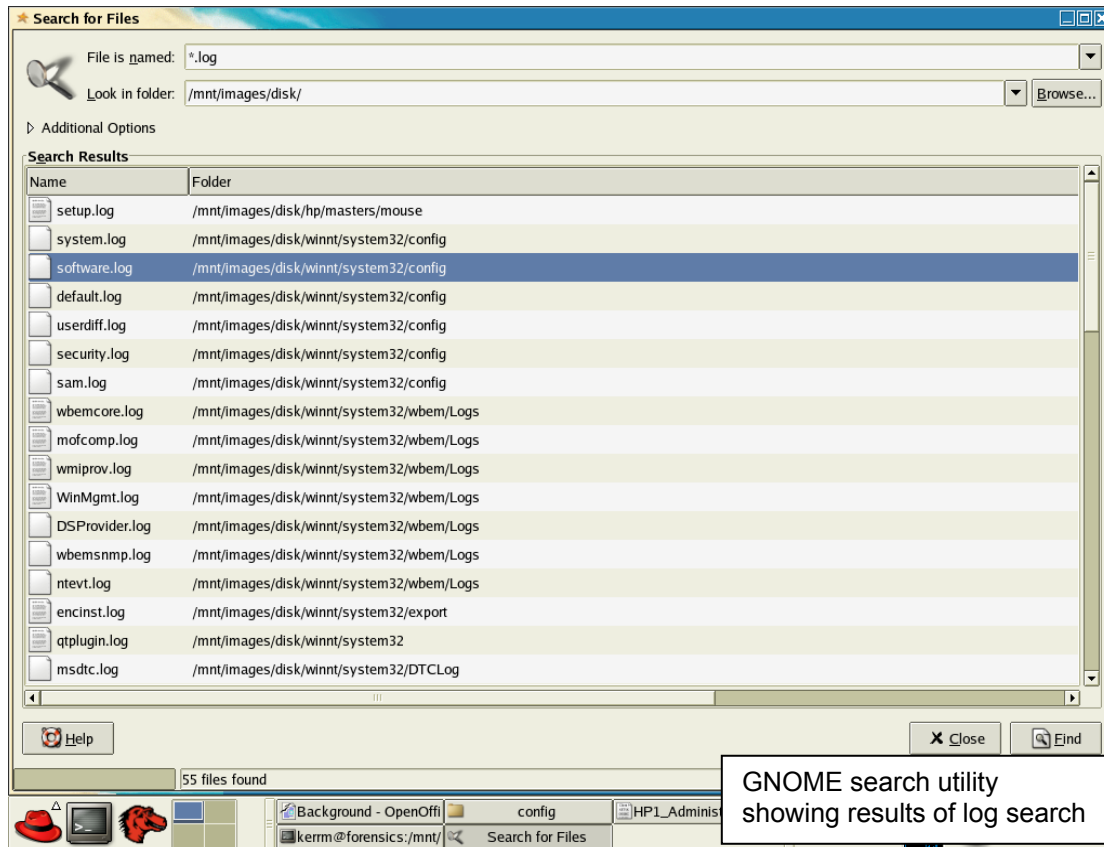 Search for Files
File is named: *.log
Look in folder: /mnt/images/disk/ Browse...
Additional Options
Search Results
Name Folder
setup.log /mnt/images/disk/hp/masters/mouse
system.log /mnt/images/disk/winnt/system32/config
software.log /mnt/images/disk/winnt/system32/config
default.log /mnt/images/disk/winnt/system32/config
userdiff.log /mnt/images/disk/winnt/system32/config
security.log /mnt/images/disk/winnt/system32/config
sam.log /mnt/images/disk/winnt/system32/config
wbemcore.log /mnt/images/disk/winnt/system32/wbem/Logs
mofcomp.log /mnt/images/disk/winnt/system32/wbem/Logs
wmiprov.log /mnt/images/disk/winnt/system32/wbem/Logs
WinMgmt.log /mnt/images/disk/winnt/system32/wbem/Logs
DSProvider.log /mnt/images/disk/winnt/system32/wbem/Logs
wbemsnmp.log /mnt/images/disk/winnt/system32/wbem/Logs
ntevt.log /mnt/images/disk/winnt/system32/wbem/Logs
encinst.log /mnt/images/disk/winnt/system32/export
qtplugin.log /mnt/images/disk/winnt/system32
msdtc.log /mnt/images/disk/winnt/system32/DTCLog
Help Close Find
55 files found
GNOME search utility
showing results of log search
Background - OpenOffi config HP1_Administ
kerrm@forensics:/mnt/ Search for Files